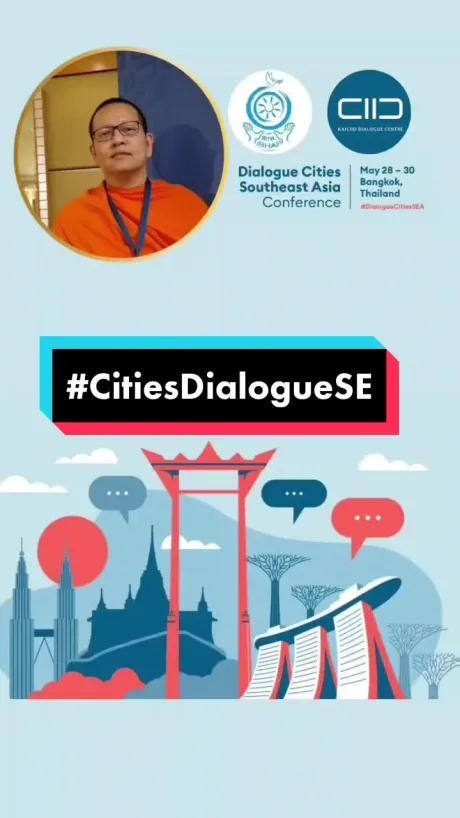 KAICIID DIALOGUE CENTRE
Dialogue Cities
Southeast Asia
Conference
May 28 – 30
Bangkok,
Thailand
#DialogueCitiesSEA
#CitiesDialogueSE